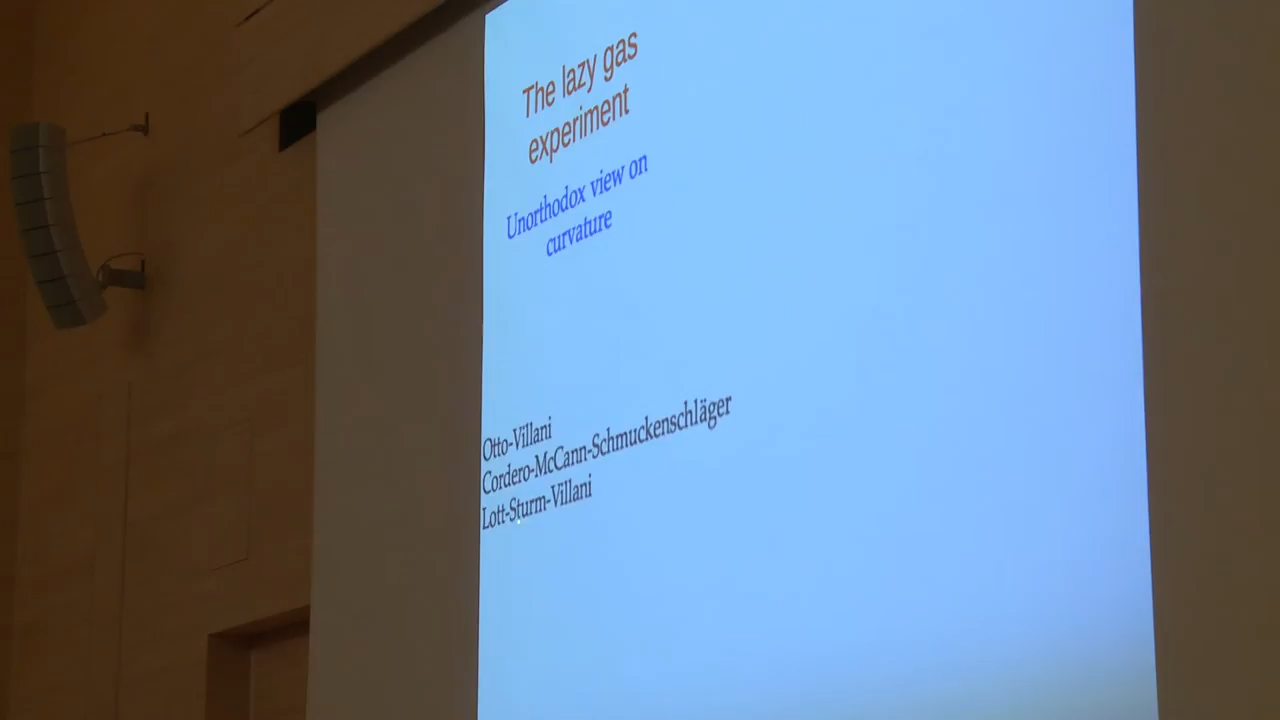 The lazy gas
experiment
Unorthodox view on
curvature
Otto-Villani
Cordero-McCann-Schmuckenschläger
Lott-Sturm-Villani